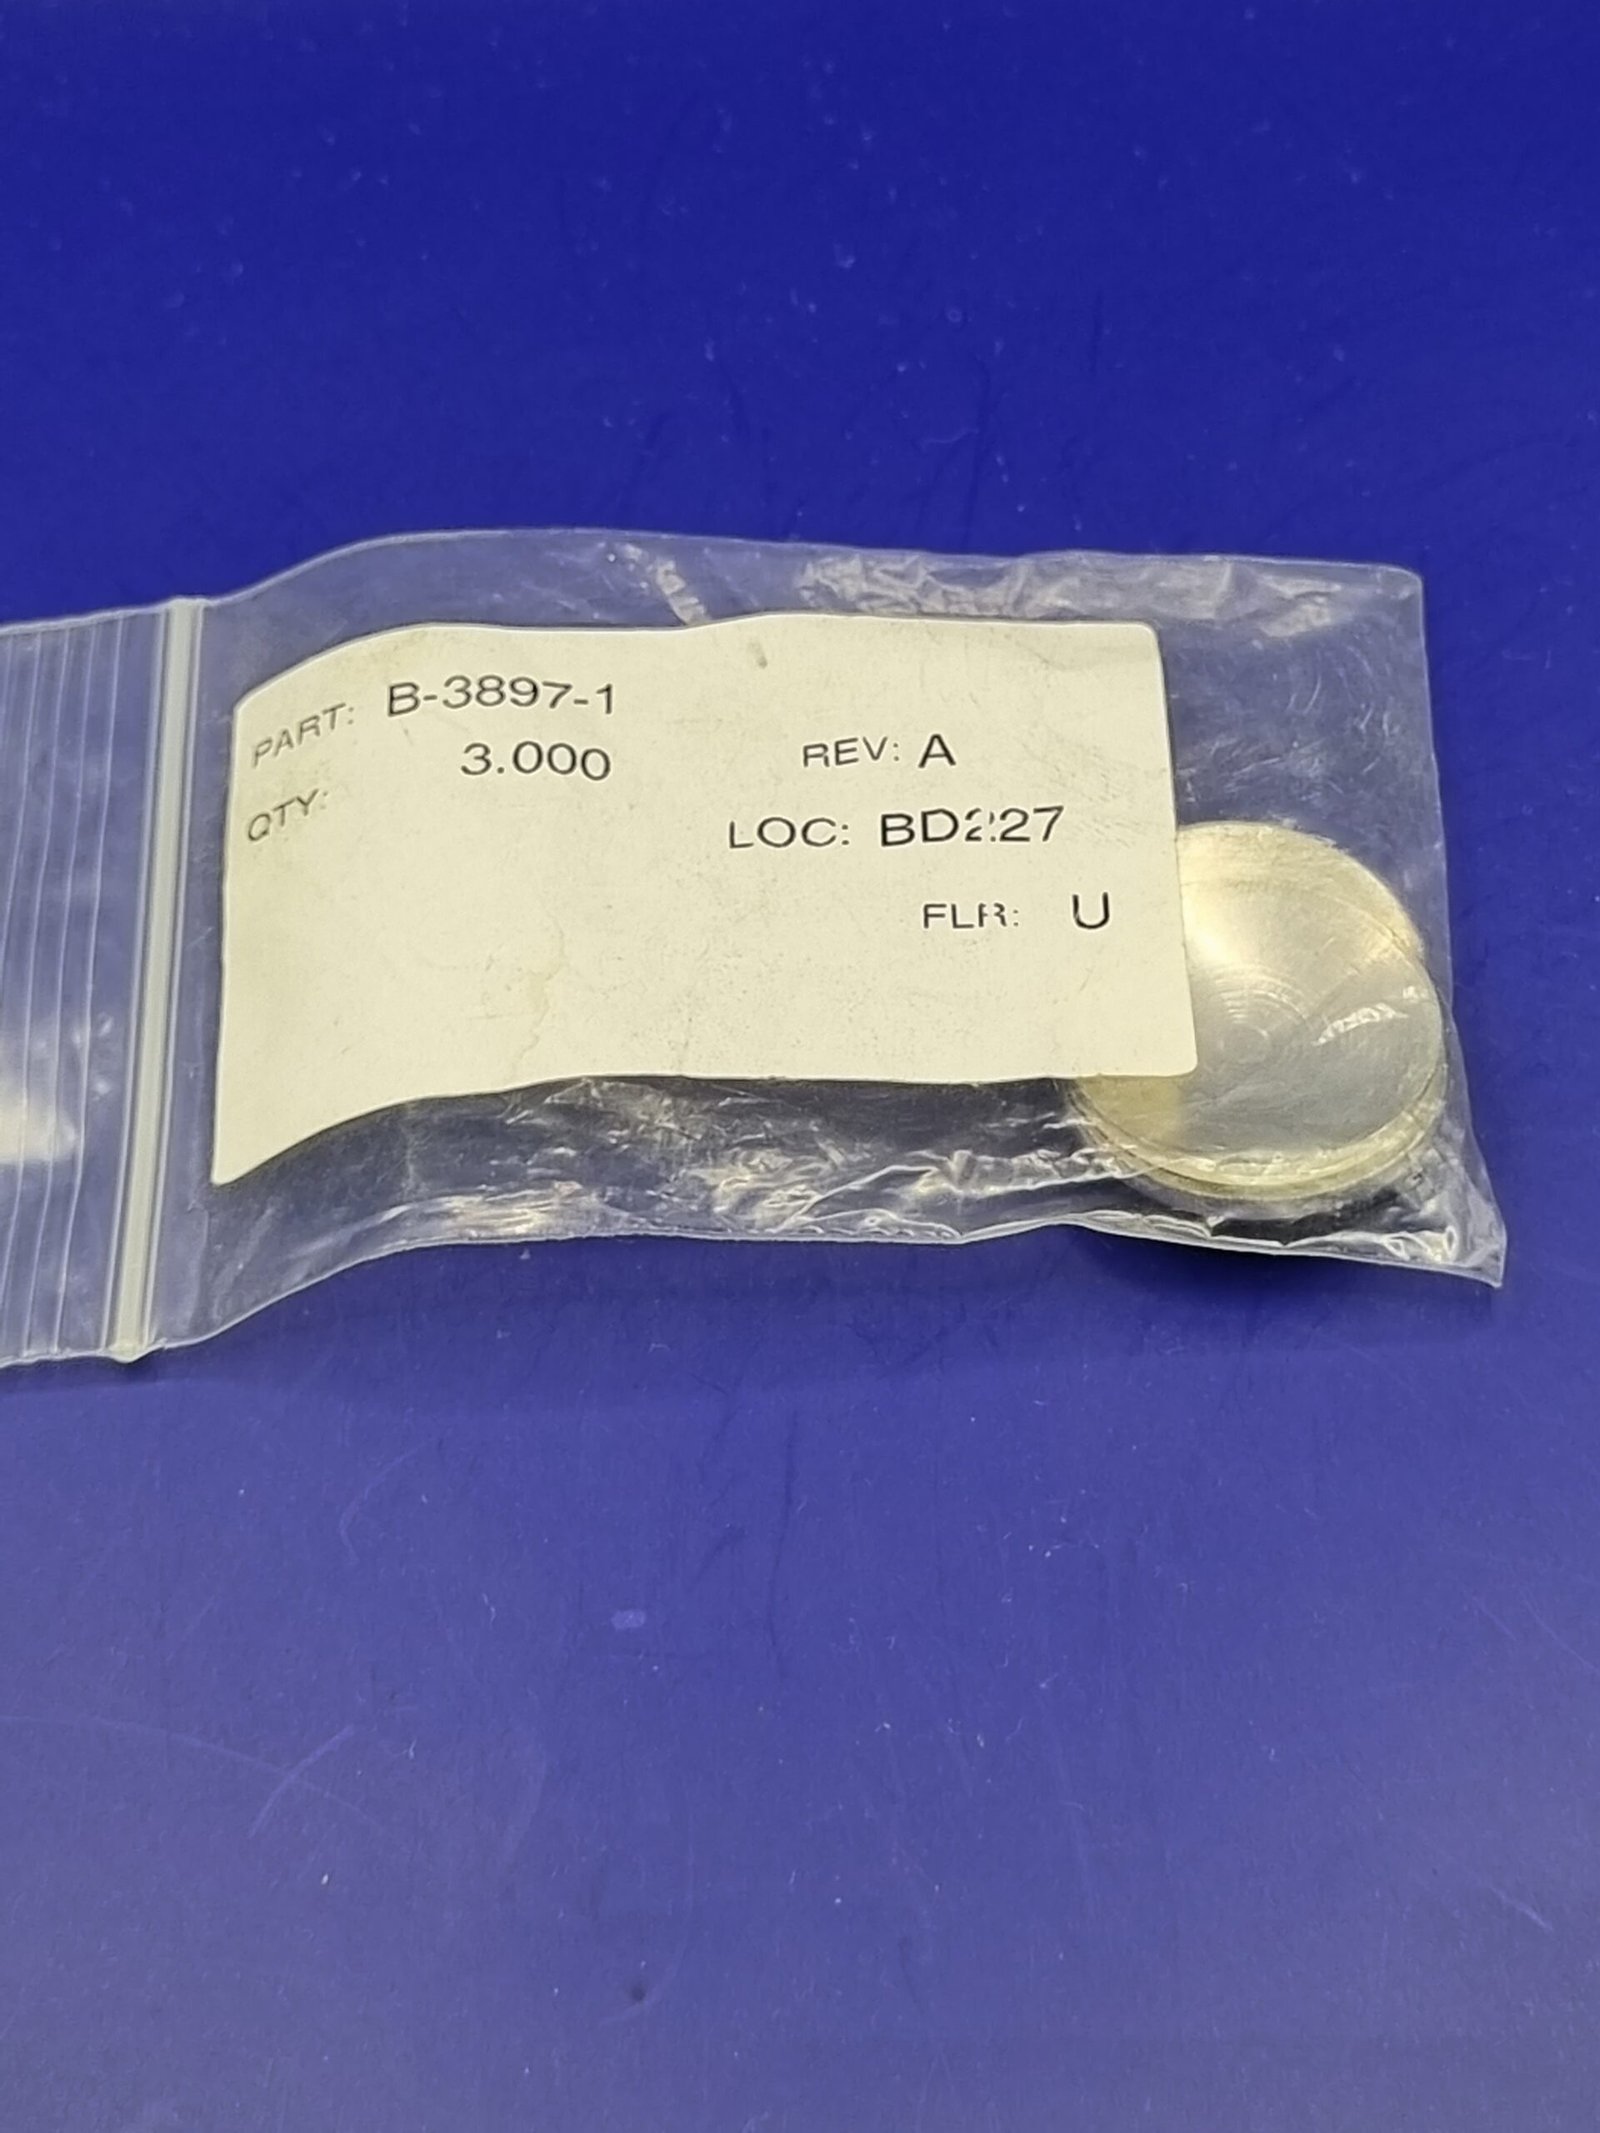 PART: B-3897-1
QTY: 3.000
REV: A
LOC: BD227
FLR: U